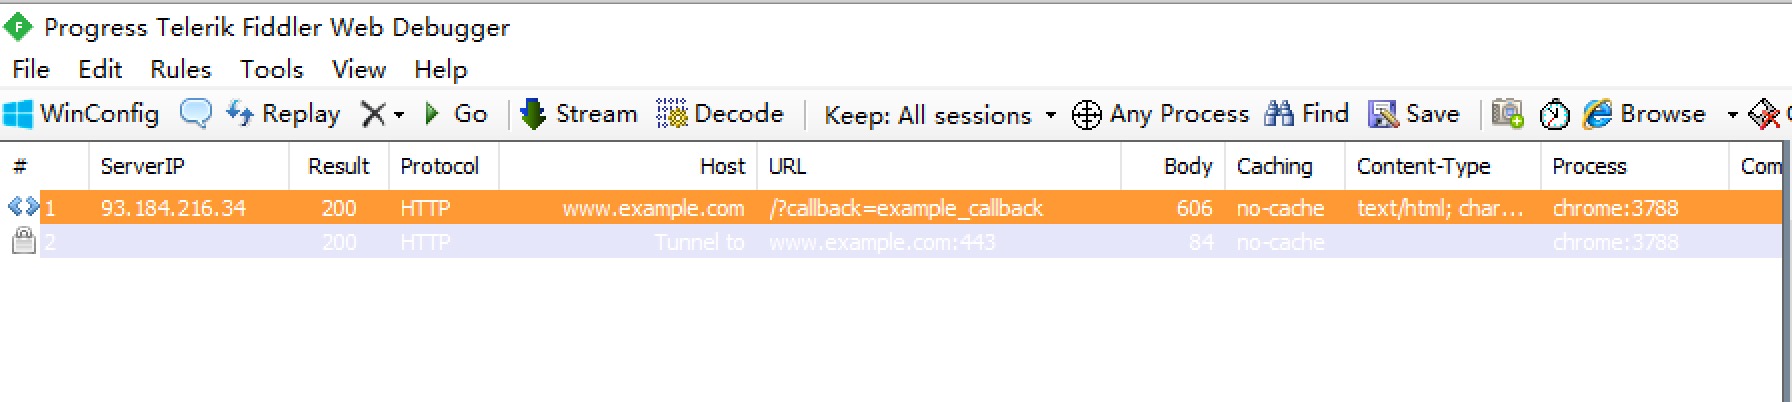 Progress Telerik Fiddler Web Debugger
File Edit Rules Tools View Help
WinConfig Replay Go Stream Decode Keep: All sessions Any Process Find Save Browse
# ServerIP Result Protocol Host URL Body Caching Content-Type Process Com
1 93.184.216.34 200 HTTP www.example.com /?callback=example_callback 606 no-cache text/html; char... chrome:3788
2 200 HTTP Tunnel to www.example.com:443 84 no-cache chrome:3788